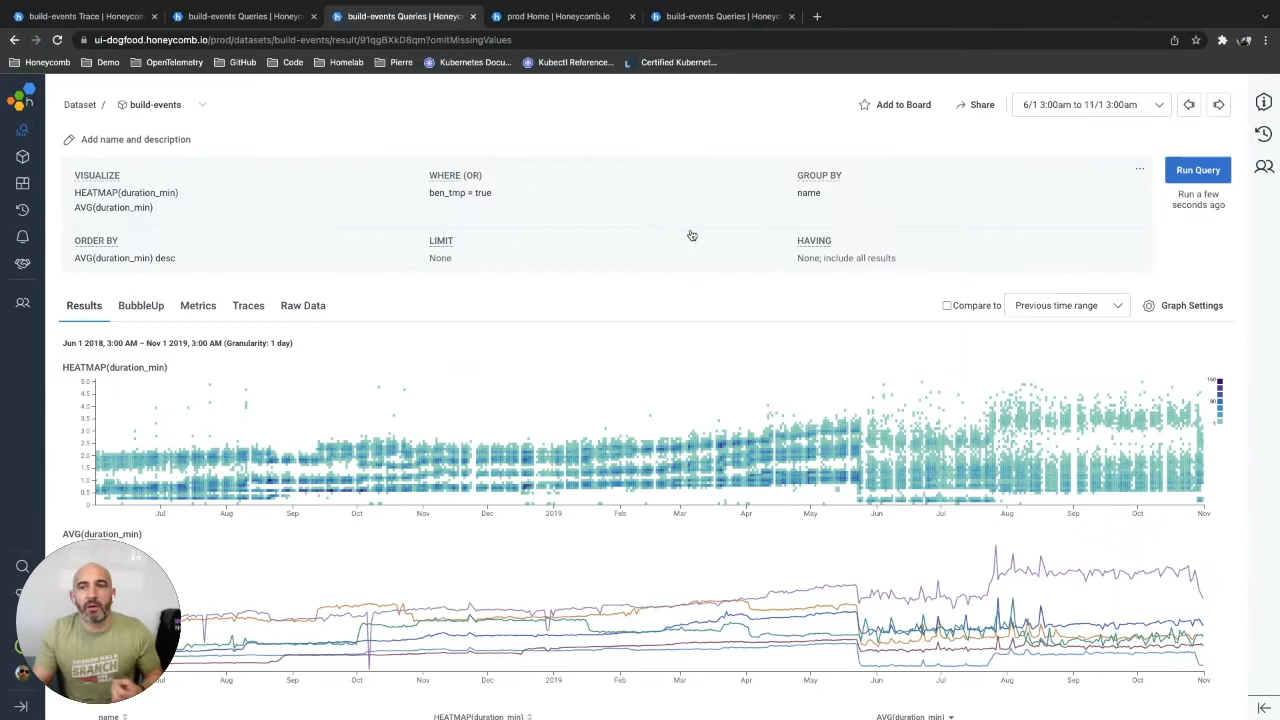 build-events Trace | Honeycomb
build-events Queries | Honeyc
build-events Queries | Honeyc
prod Home | Honeycomb.io
build-events Queries | Honeyc
ui-dogfood.honeycomb.io/prod/datasets/build-events/result/91qgBXkD8qm?omitMissingValues
Honeycomb
Demo
OpenTelemetry
GitHub
Code
Homelab
Pierre
Kubernetes Docu...
Kubectl Reference...
Certified Kubernet...
Dataset / build-events
Add to Board
Share
6/1 3:00am to 11/1 3:00am
Add name and description
VISUALIZE
WHERE (OR)
GROUP BY
Run Query
HEATMAP(duration_min)
ben_tmp = true
name
AVG(duration_min)
Run a few
seconds ago
ORDER BY
LIMIT
HAVING
AVG(duration_min) desc
None
None; include all results
Results
BubbleUp
Metrics
Traces
Raw Data
Compare to
Previous time range
Graph Settings
Jun 1 2018, 3:00 AM – Nov 1 2019, 3:00 AM (Granularity: 1 day)
HEATMAP(duration_min)
5.0
4.5
4.0
3.5
3.0
2.5
2.0
1.5
1.0
0.5
0
160
80
1
Jul Aug Sep Oct Nov Dec 2019 Feb Mar Apr May Jun Jul Aug Sep Oct Nov
AVG(duration_min)
BRANCH
Jul Aug Sep Oct Nov Dec 2019 Feb Mar Apr May Jun Jul Aug Sep Oct Nov
name
HEATMAP(duration_min)
AVG(duration_min)